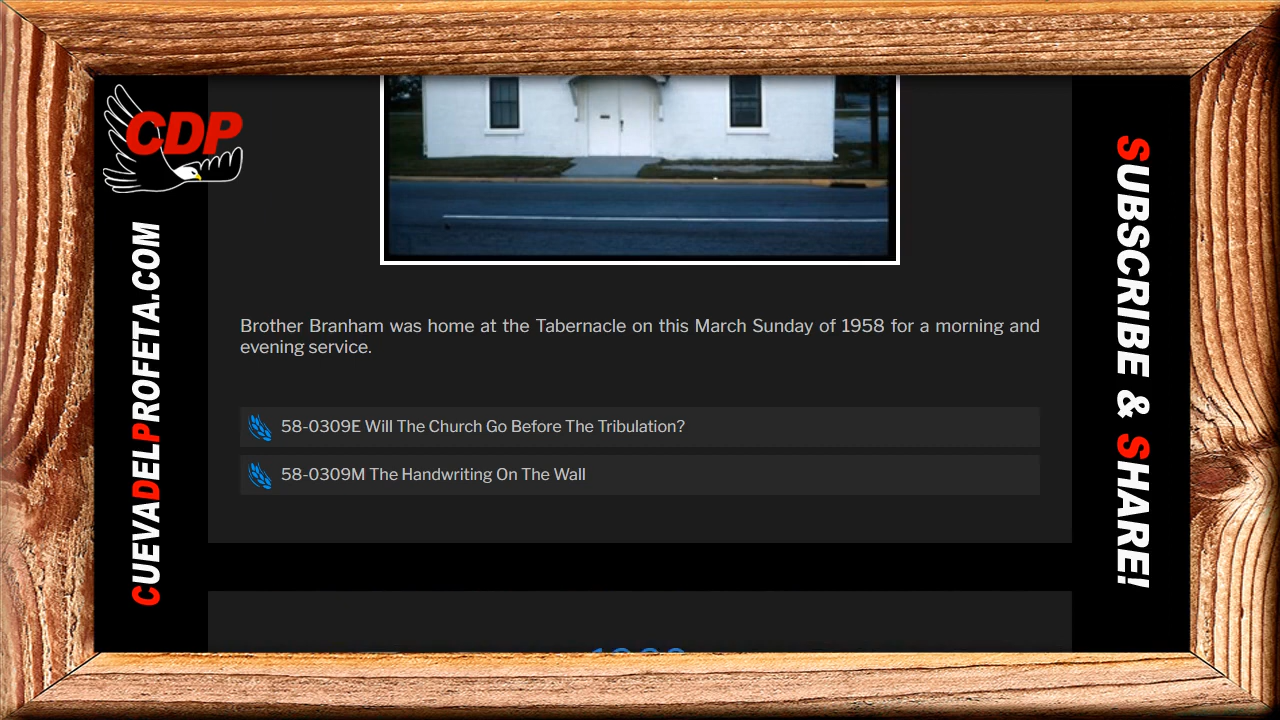 CDP
CUEVADELPROFETA.COM
Brother Branham was home at the Tabernacle on this March Sunday of 1958 for a morning and
evening service.
58-0309E Will The Church Go Before The Tribulation?
58-0309M The Handwriting On The Wall
SUBSCRIBE & SHARE!